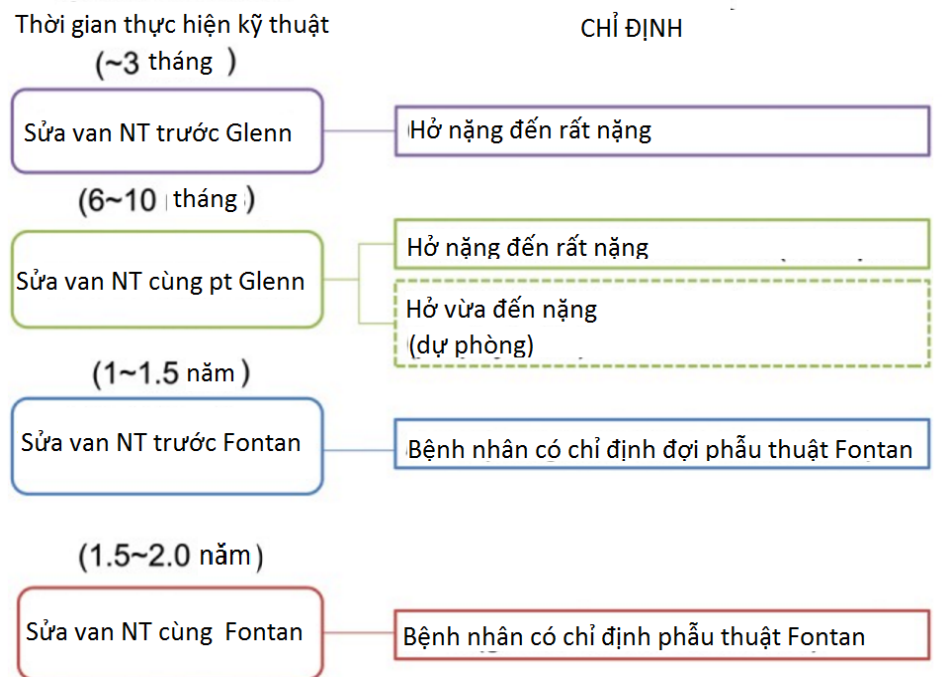 Thời gian thực hiện kỹ thuật
CHỈ ĐỊNH
(~3 tháng )
Sửa van NT trước Glenn
Hở nặng đến rất nặng
(6~10 tháng )
Sửa van NT cùng pt Glenn
Hở nặng đến rất nặng
Hở vừa đến nặng
(dự phòng)
(1~1.5 năm )
Sửa van NT trước Fontan
Bệnh nhân có chỉ định đợi phẫu thuật Fontan
(1.5~2.0 năm )
Sửa van NT cùng Fontan
Bệnh nhân có chỉ định phẫu thuật Fontan